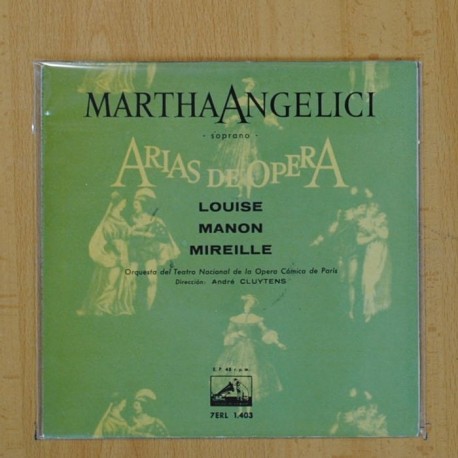 MARTHA ANGELICI
- soprano -
ARIAS DE OPERA
LOUISE
MANON
MIREILLE
Orquesta del Teatro Nacional de la Opera Cómica de París
Dirección: André CLUYTENS
7ERL 1.403